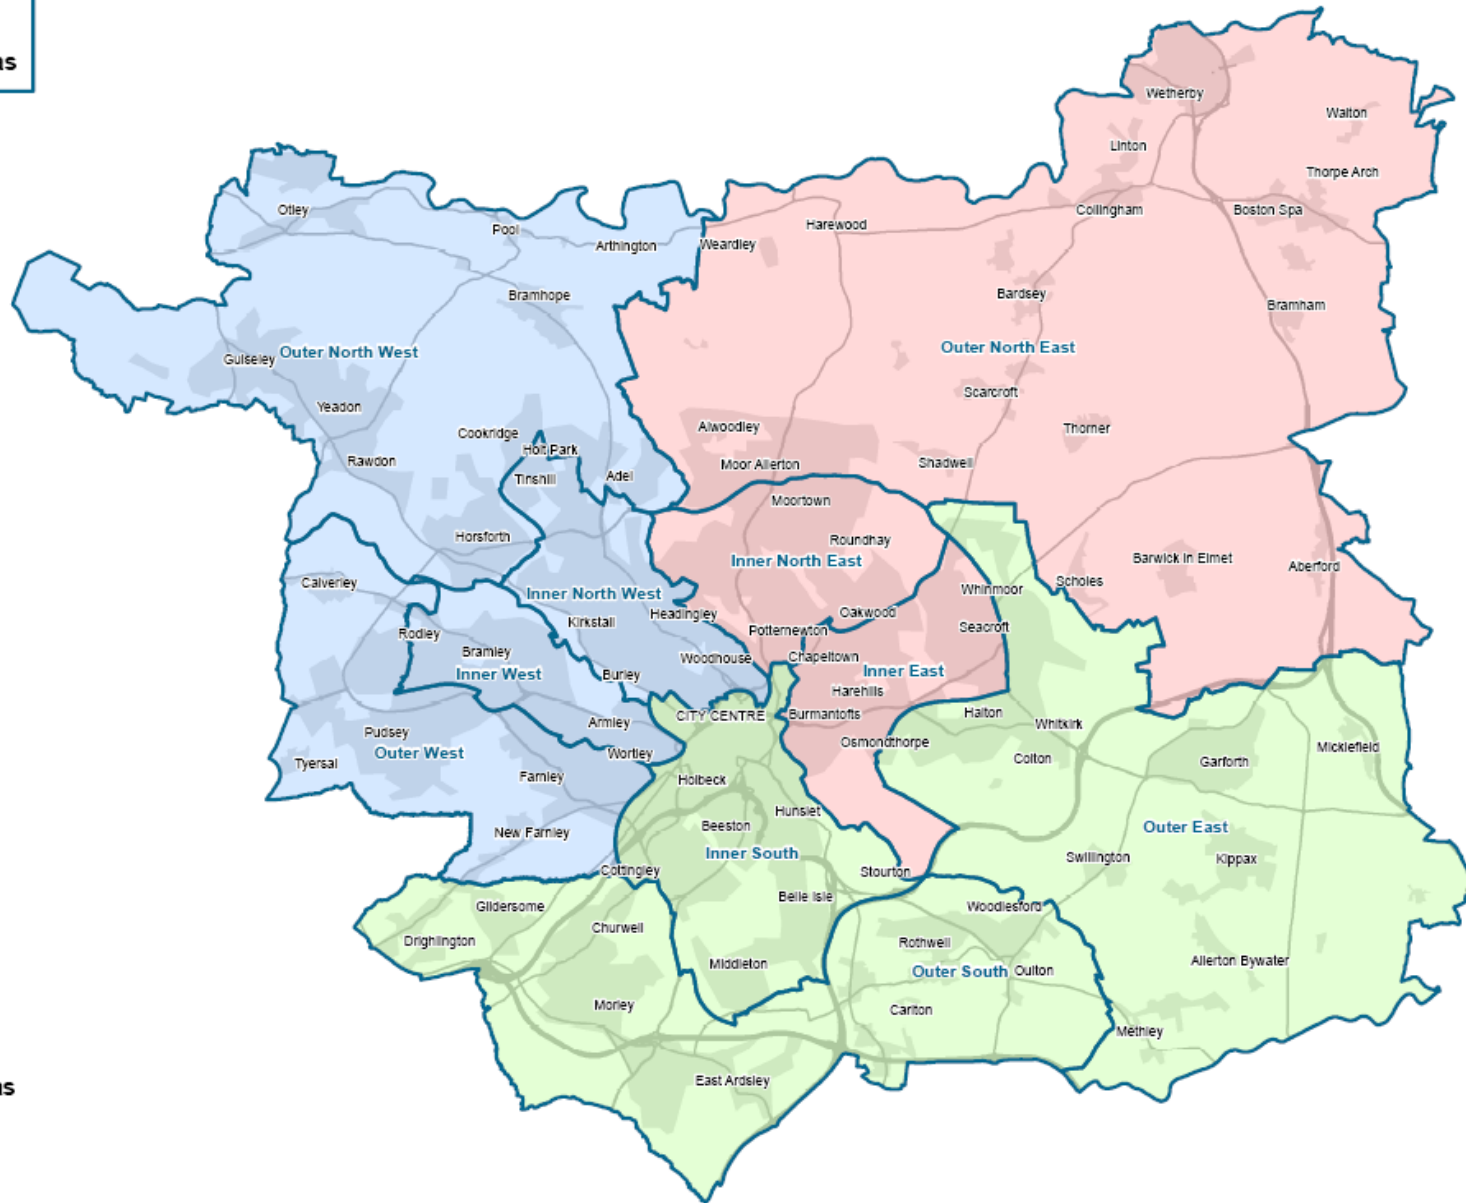 as
Wetherby
Walton
Linton
Thorpe Arch
Otley
Collingham
Boston Spa
Pool
Harewood
Arthington
Weardley
Bramhope
Bardsey
Bramham
Outer North East
Guiseley
Outer North West
Scarcroft
Yeadon
Alwoodley
Thorner
Cookridge
Holt Park
Rawdon
Moor Allerton
Shadwell
Tinshill
Adel
Moortown
Horsforth
Roundhay
Inner North East
Barwick in Elmet
Aberford
Calverley
Scholes
Whinmoor
Inner North West
Headingley
Oakwood
Kirkstall
Seacroft
Rodley
Potternewton
Bramley
Woodhouse
Chapeltown
Inner West
Burley
Inner East
Harehills
CITY CENTRE
Burmantofts
Halton
Armley
Whitkirk
Pudsey
Osmondthorpe
Outer West
Wortley
Micklefield
Tyersal
Colton
Garforth
Farnley
Holbeck
Hunslet
New Farnley
Beeston
Outer East
Inner South
Swillington
Kippax
Cottingley
Stourton
Belle Isle
Gildersome
Woodlesford
Churwell
Drighlington
Rothwell
Middleton
Outer South
Oulton
Allerton Bywater
Morley
Carlton
Methley
East Ardsley
as